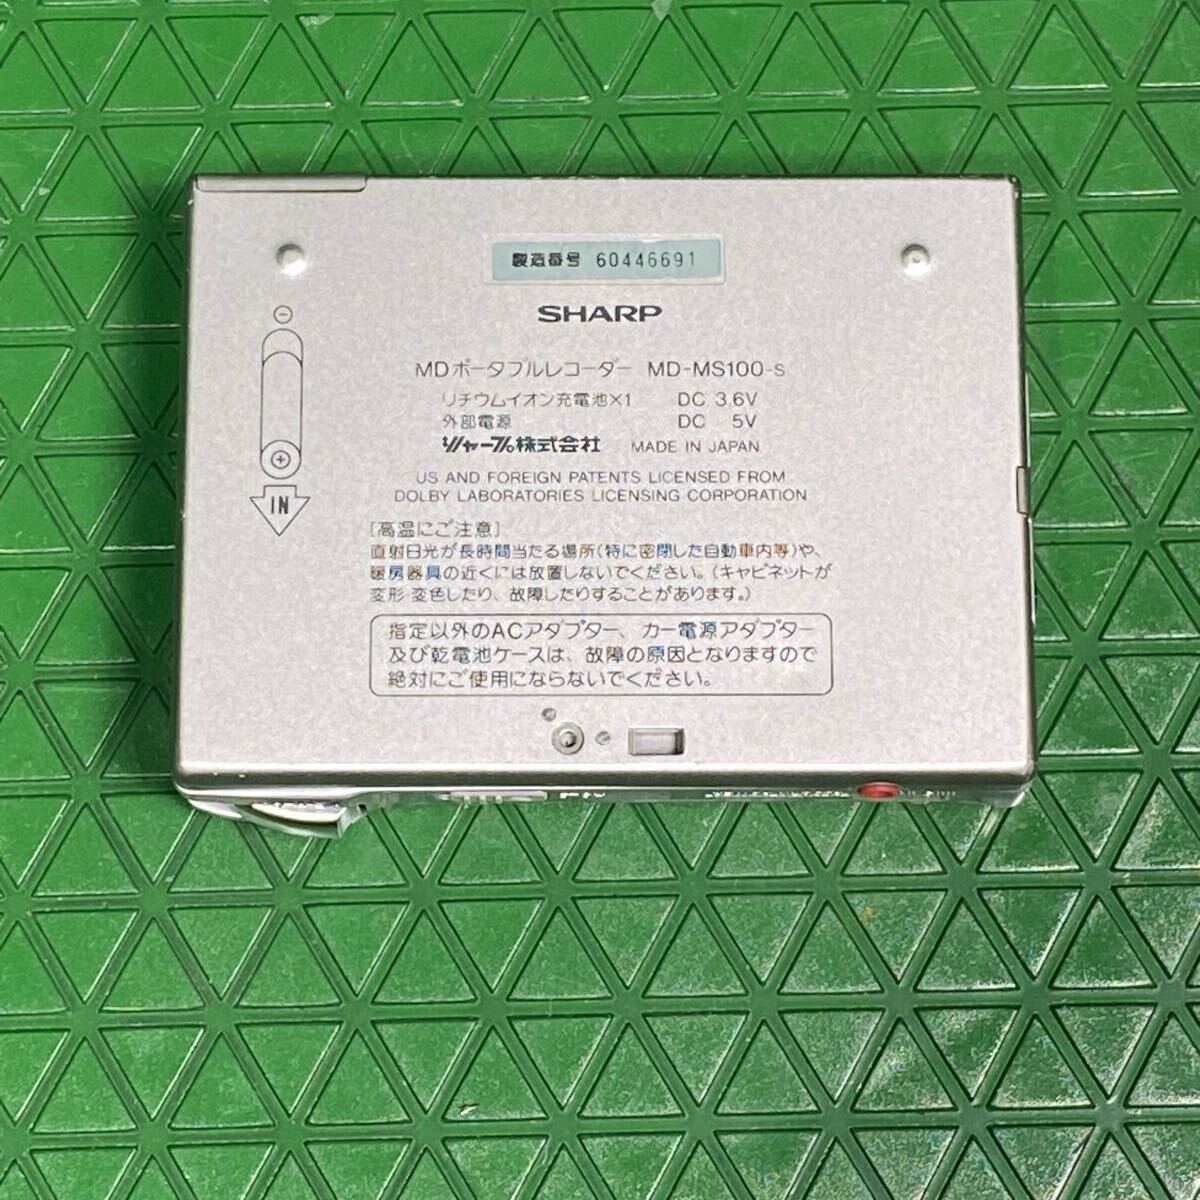 製造番号 60446691
SHARP
MDポータブルレコーダー MD-MS100-S
リチウムイオン充電池×1 DC 3.6V
外部電源 DC 5V
シャープ株式会社 MADE IN JAPAN
US AND FOREIGN PATENTS LICENSED FROM
DOLBY LABORATORIES LICENSING CORPORATION
⊖
⊕
IN
[高温にご注意]
直射日光が長時間当たる場所(特に密閉した自動車内等)や、
暖房器具の近くには放置しないでください。(キャビネットが
変形・変色したり、故障したりすることがあります。)
指定以外のACアダプター、カー電源アダプター
及び乾電池ケースは、故障の原因となりますので
絶対にご使用にならないでください。